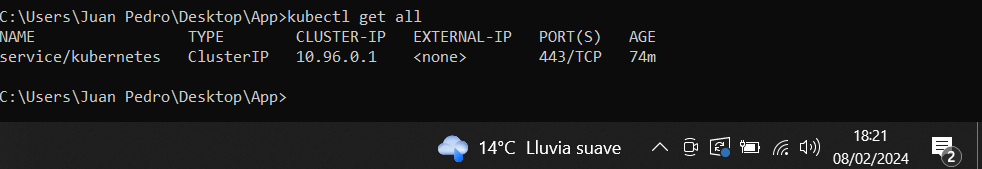 C:\Users\Juan Pedro\Desktop\App>kubectl get all
NAME TYPE CLUSTER-IP EXTERNAL-IP PORT(S) AGE
service/kubernetes ClusterIP 10.96.0.1 <none> 443/TCP 74m
C:\Users\Juan Pedro\Desktop\App>
14°C Lluvia suave
18:21
08/02/2024
2